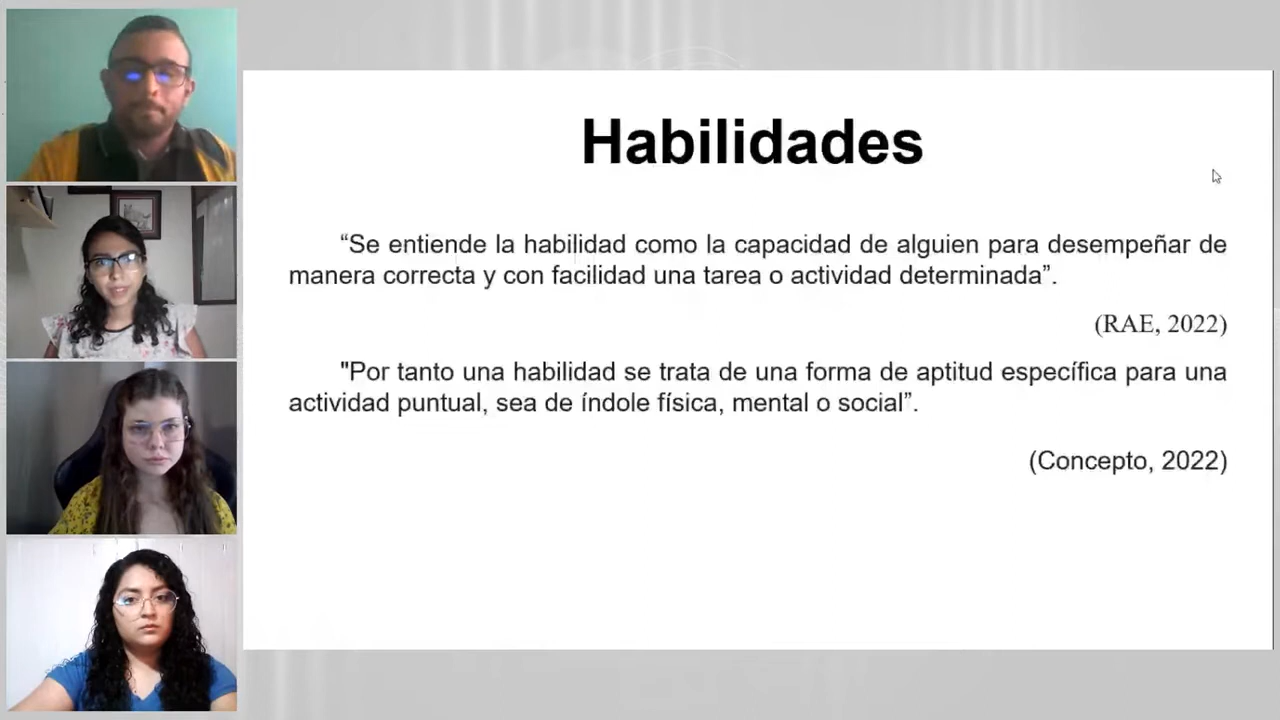 Habilidades
“Se entiende la habilidad como la capacidad de alguien para desempeñar de
manera correcta y con facilidad una tarea o actividad determinada”.
(RAE, 2022)
"Por tanto una habilidad se trata de una forma de aptitud específica para una
actividad puntual, sea de índole física, mental o social”.
(Concepto, 2022)